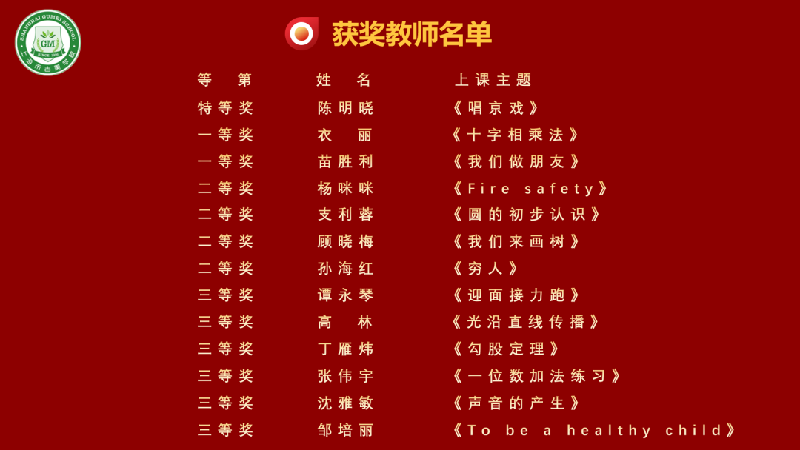 获奖教师名单
GM
等 第 姓 名 上课主题
特等奖 陈明晓 《唱京戏》
一等奖 衣 丽 《十字相乘法》
一等奖 苗胜利 《我们做朋友》
二等奖 杨咪咪 《Fire safety》
二等奖 支利蓉 《圆的初步认识》
二等奖 顾晓梅 《我们来画树》
二等奖 孙海红 《穷人》
三等奖 谭永琴 《迎面接力跑》
三等奖 高 林 《光沿直线传播》
三等奖 丁雁炜 《勾股定理》
三等奖 张伟宇 《一位数加法练习》
三等奖 沈雅敏 《声音的产生》
三等奖 邹培丽 《To be a healthy child》